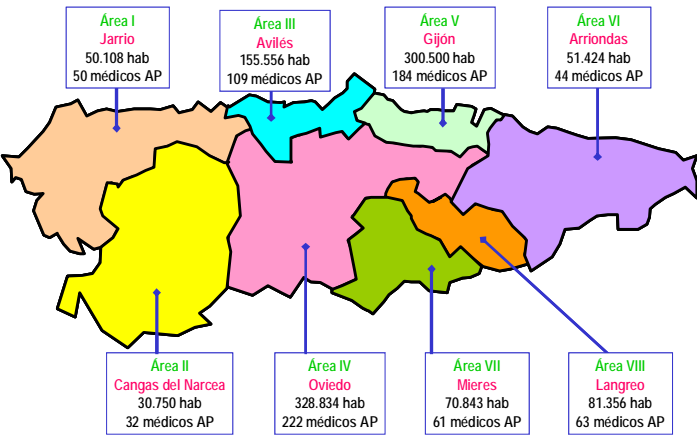 Área I
Jarrio
50.108 hab
50 médicos AP
Área III
Avilés
155.556 hab
109 médicos AP
Área V
Gijón
300.500 hab
184 médicos AP
Área VI
Arriondas
51.424 hab
44 médicos AP
Área II
Cangas del Narcea
30.750 hab
32 médicos AP
Área IV
Oviedo
328.834 hab
222 médicos AP
Área VII
Mieres
70.843 hab
61 médicos AP
Área VIII
Langreo
81.356 hab
63 médicos AP